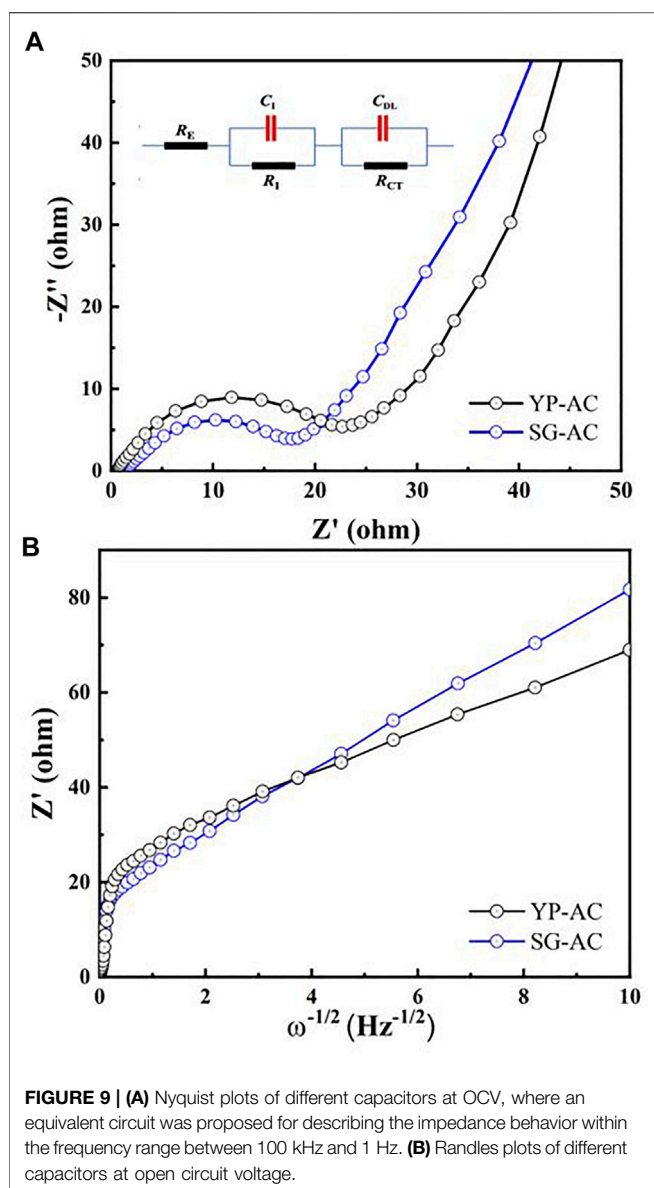 A
50
40
30
20
10
0
-Z'' (ohm)
C_I
C_DL
R_E
R_I
R_CT
YP-AC
SG-AC
0 10 20 30 40 50
Z' (ohm)
B
80
60
40
20
0
Z' (ohm)
YP-AC
SG-AC
0 2 4 6 8 10
ω^-1/2 (Hz^-1/2)
FIGURE 9 | (A) Nyquist plots of different capacitors at OCV, where an
equivalent circuit was proposed for describing the impedance behavior within
the frequency range between 100 kHz and 1 Hz. (B) Randles plots of different
capacitors at open circuit voltage.